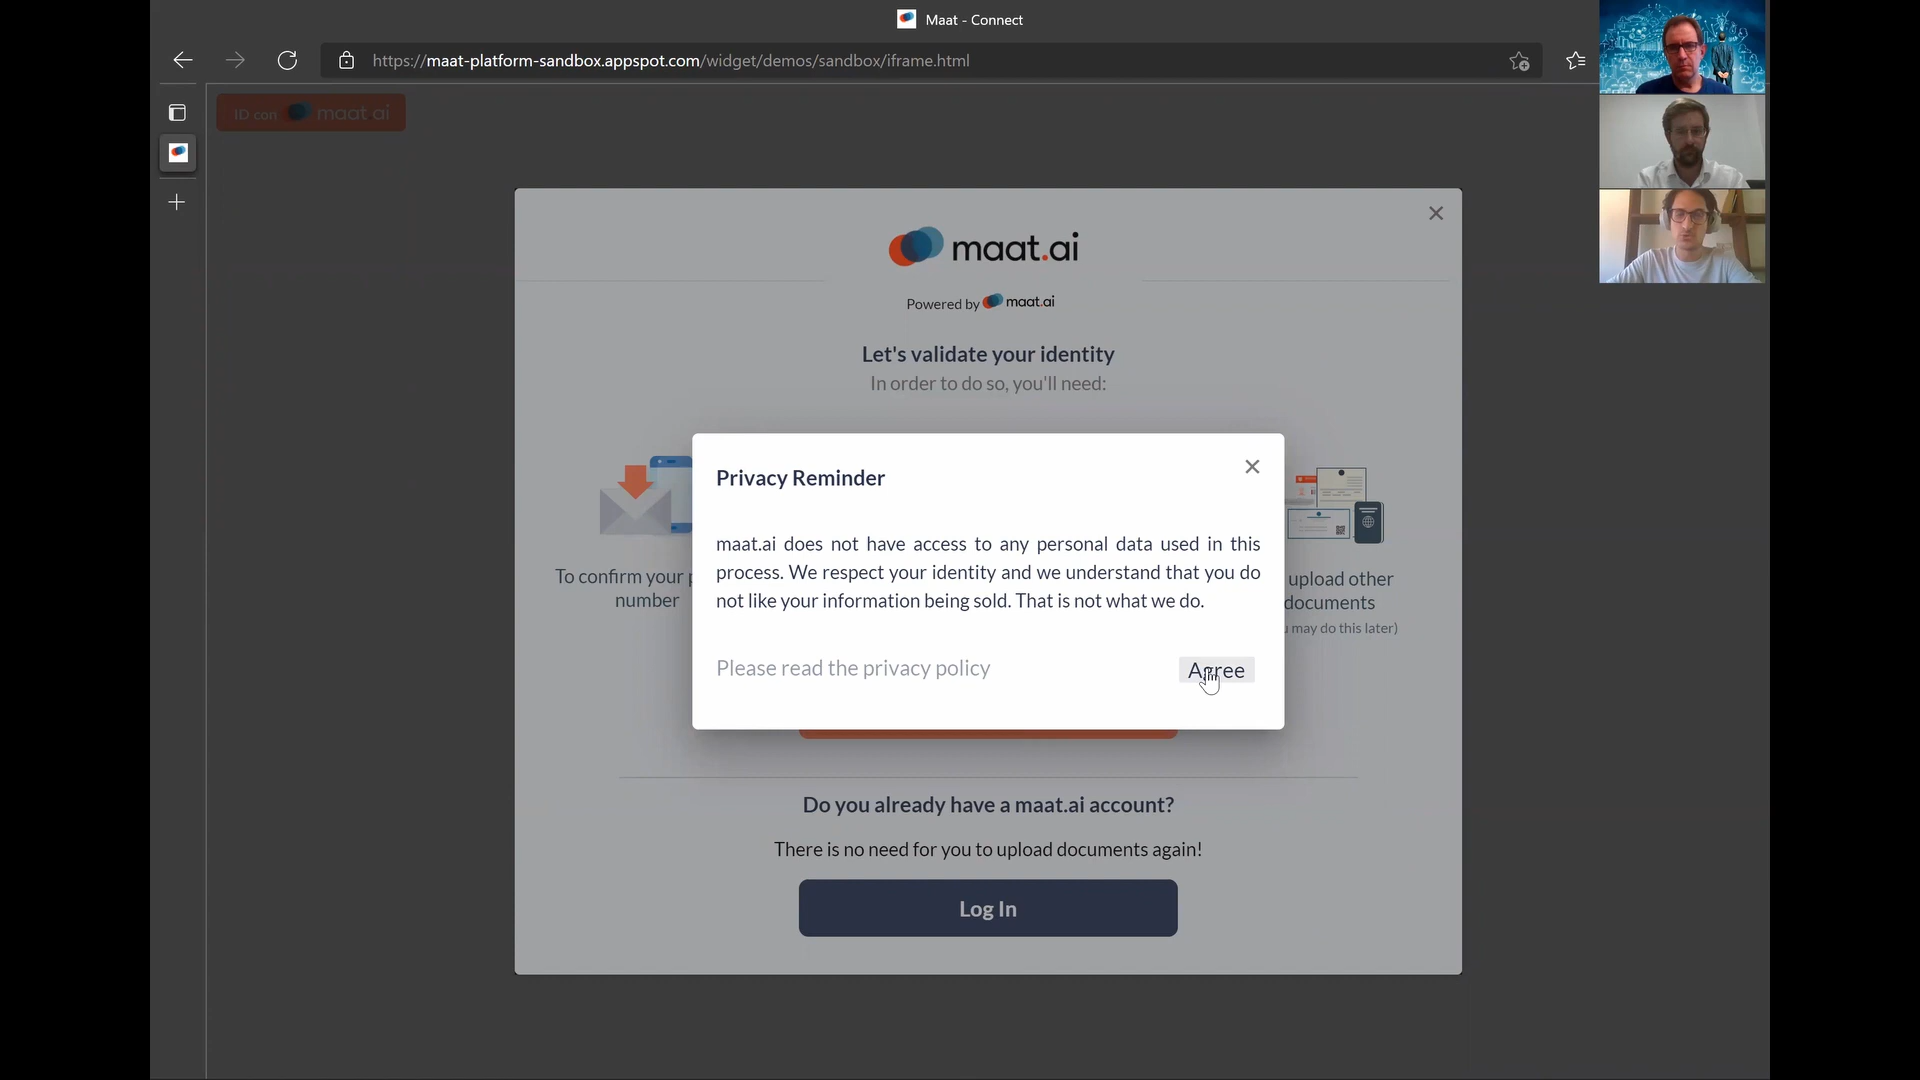 Maat - Connect
https://maat-platform-sandbox.appspot.com/widget/demos/sandbox/iframe.html
ID con maat ai
maat.ai
Powered by maat.ai
Let's validate your identity
In order to do so, you'll need:
Privacy Reminder
maat.ai does not have access to any personal data used in this
process. We respect your identity and we understand that you do
not like your information being sold. That is not what we do.
Please read the privacy policy
Agree
To confirm your
number
upload other
documents
may do this later)
Do you already have a maat.ai account?
There is no need for you to upload documents again!
Log In